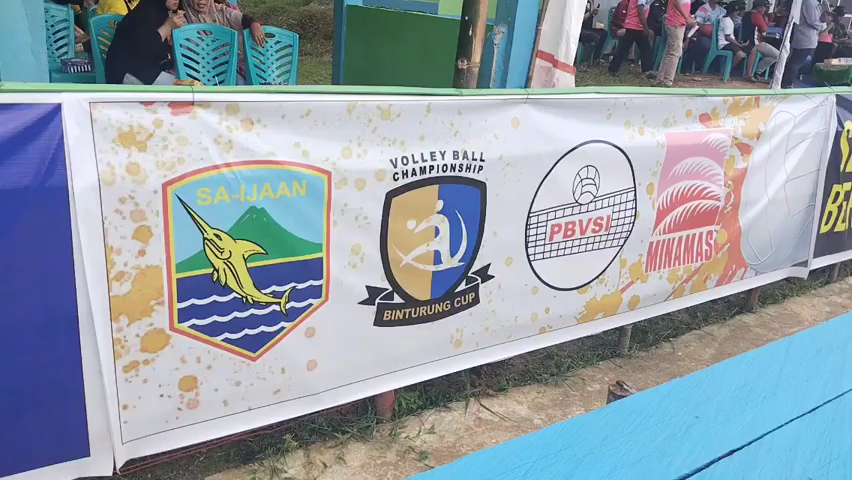 SA-IJAAN
VOLLEY BALL
CHAMPIONSHIP
BINTURUNG CUP
PBVSI
MINAMAS